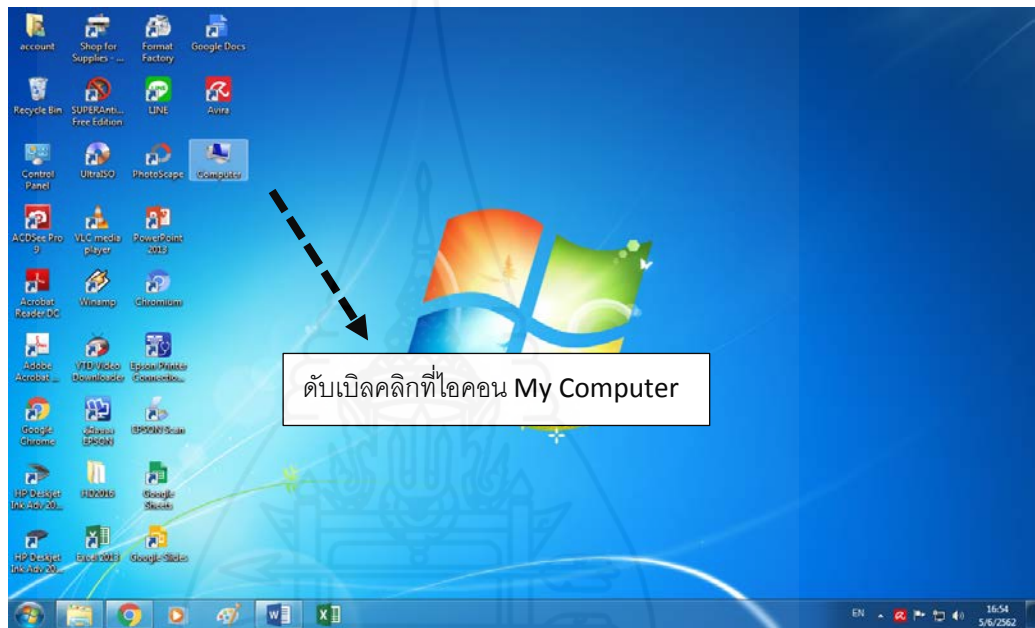 account
Shop for
Supplies - ...
Format
Factory
Google Docs
Recycle Bin
SUPERAnti...
Free Edition
LINE
Avira
Control
Panel
UltraISO
PhotoScape
Computer
ACDSee Pro
9
VLC media
player
PowerPoint
2013
Acrobat
Reader DC
Winamp
Chromium
Adobe
Acrobat ...
VTD Video
Downloader
Epson Printer
Connectio...
ดับเบิลคลิกที่ไอคอน My Computer
Google
Chrome
EPSON
EPSON Scan
HP Deskjet
Ink Adv 20...
HD2016
Google
Sheets
HP Deskjet
Ink Adv 20...
Excel 2013
Google Slides
EN
16:54
5/6/2562